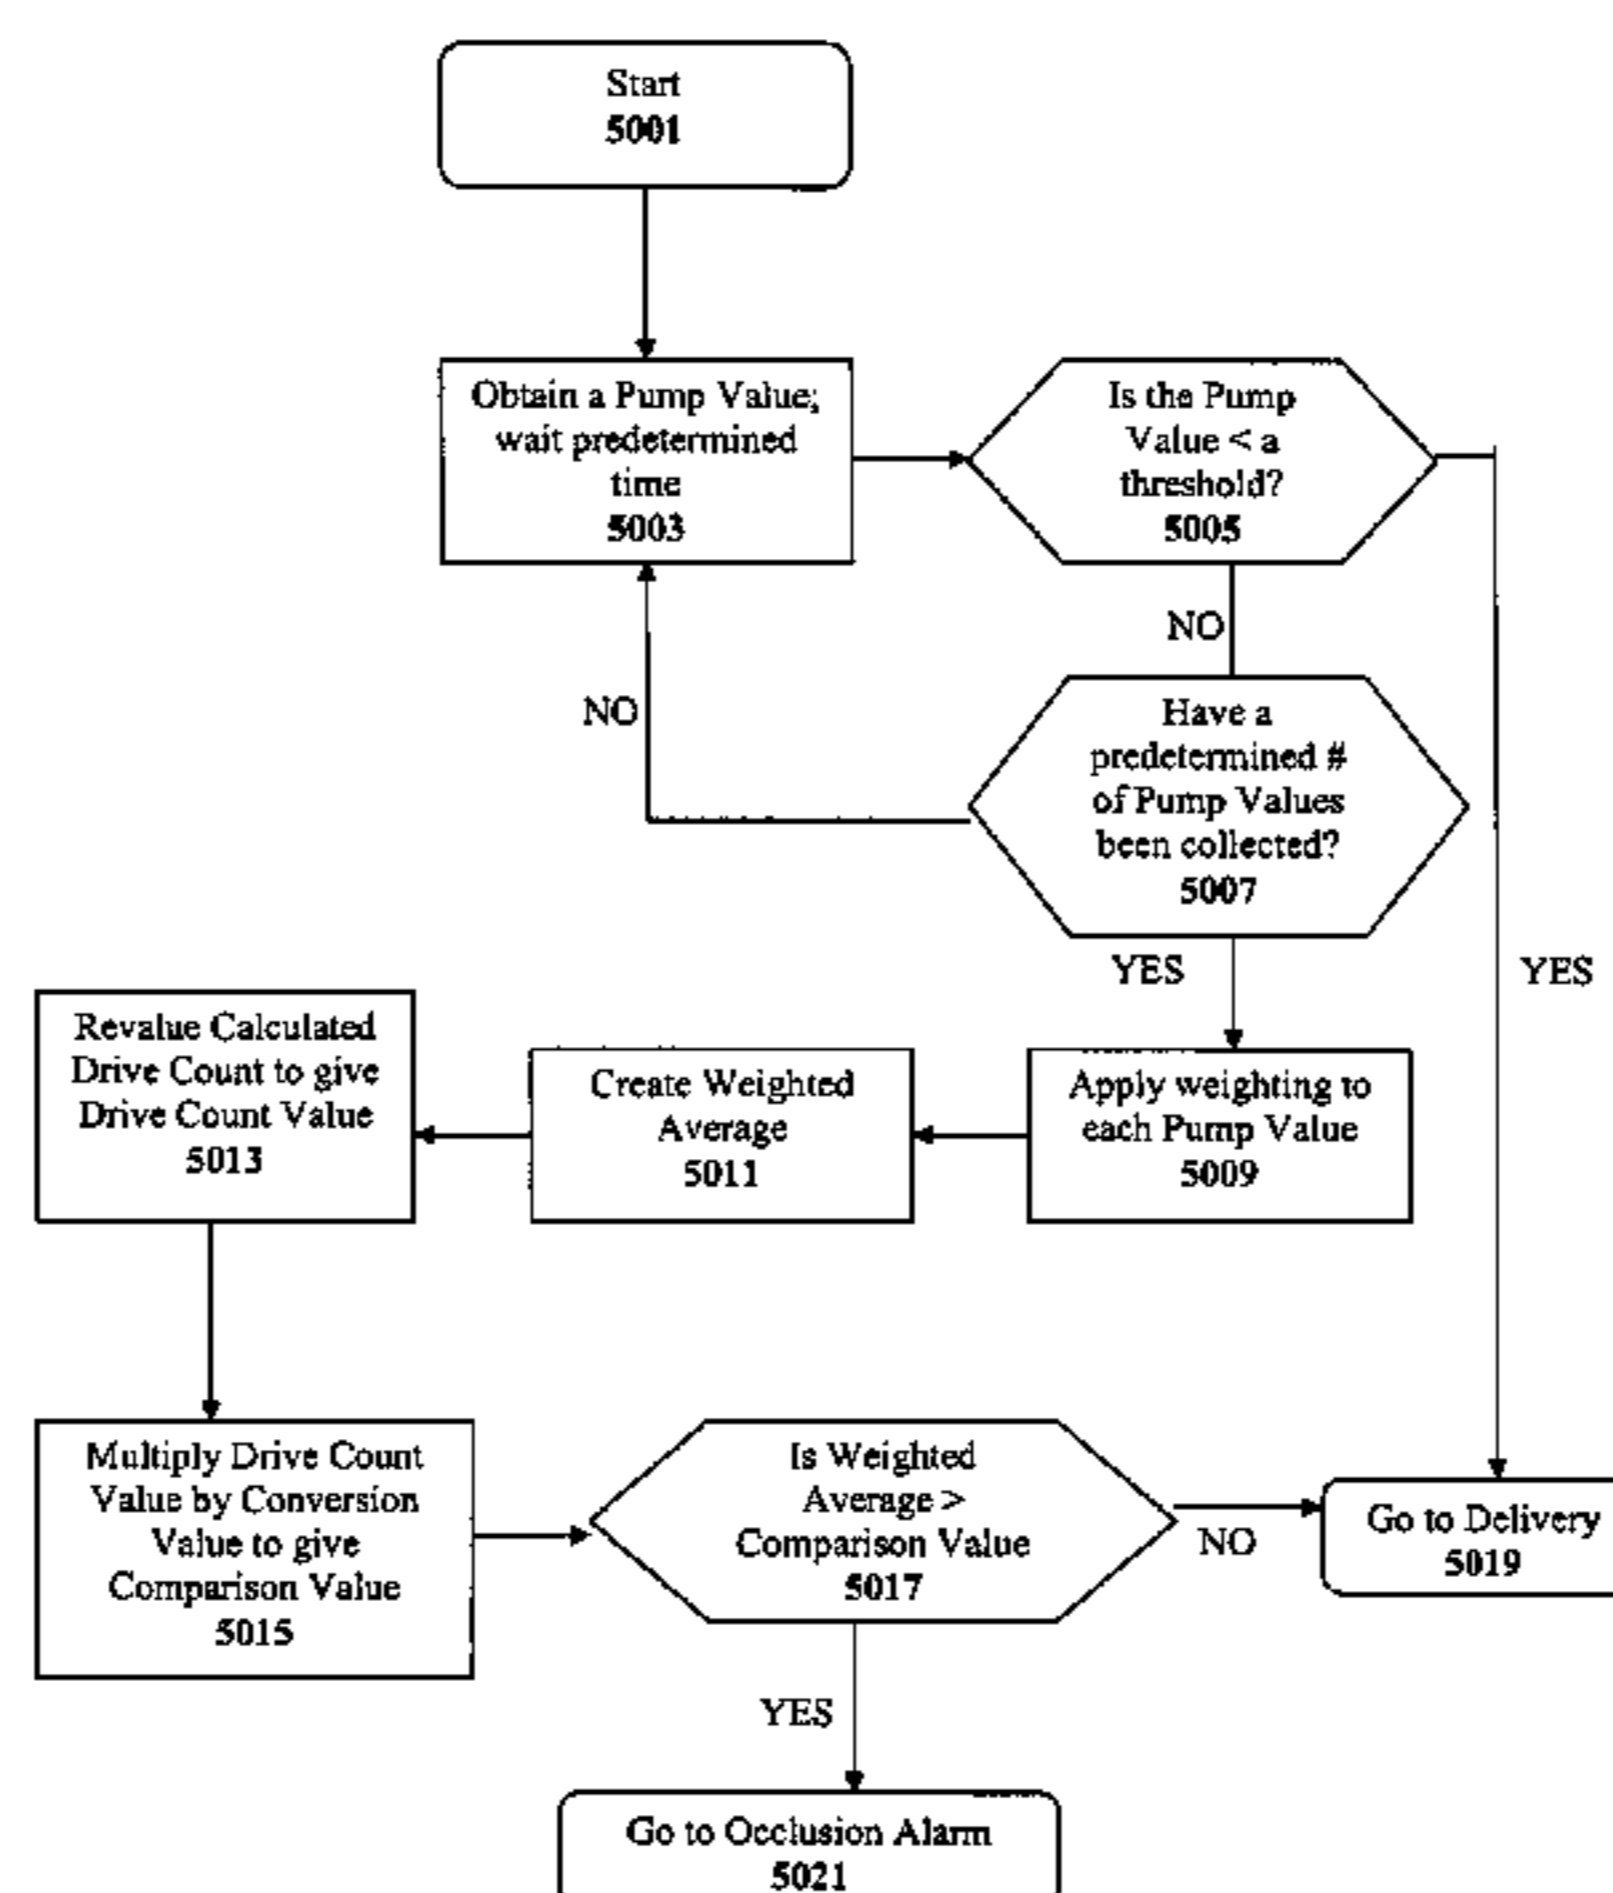 Start
5001
Obtain a Pump Value;
wait predetermined
time
5003
Is the Pump
Value < a
threshold?
5005
NO
NO
Have a
predetermined #
of Pump Values
been collected?
5007
YES
YES
Revalue Calculated
Drive Count to give
Drive Count Value
5013
Create Weighted
Average
5011
Apply weighting to
each Pump Value
5009
Multiply Drive Count
Value by Conversion
Value to give
Comparison Value
5015
Is Weighted
Average >
Comparison Value
5017
NO
Go to Delivery
5019
YES
Go to Occlusion Alarm
5021